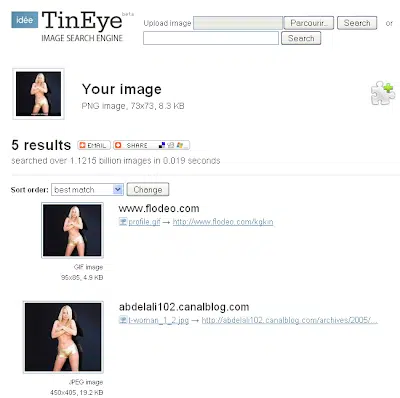 idée TinEye beta
IMAGE SEARCH ENGINE
Upload image Parcourir... Search or
Search
Your image
PNG image, 73x73, 8.3 KB
5 results EMAIL SHARE
searched over 1.1215 billion images in 0.019 seconds
Sort order: best match Change
www.flodeo.com
profile.gif → http://www.flodeo.com/kgkin
GIF image
95x85, 4.9 KB
abdelali102.canalblog.com
t-woman_1_2.jpg → http://abdelali102.canalblog.com/archives/2005/...
JPEG image
450x405, 19.2 KB